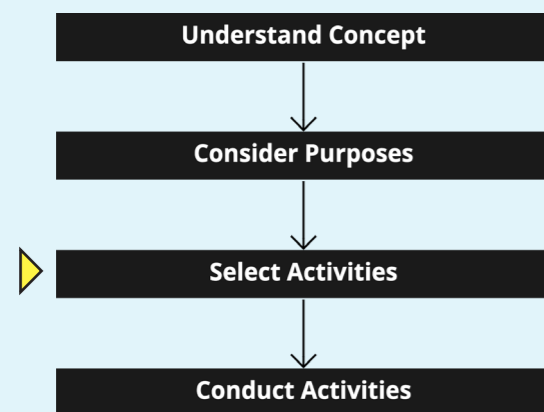 Understand Concept
Consider Purposes
Select Activities
Conduct Activities